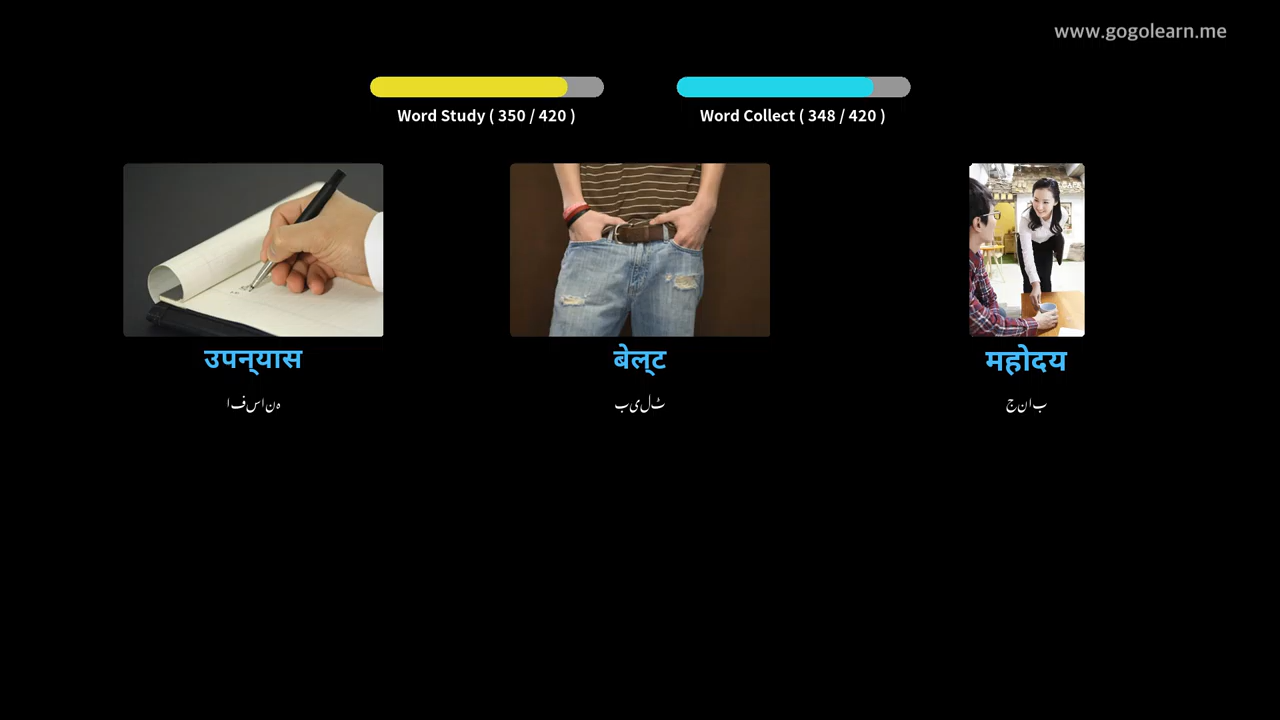 www.gogolearn.me
Word Study ( 350 / 420 )
Word Collect ( 348 / 420 )
उपन्यास
बेल्ट
महोदय
افسانہ
بیلٹ
جناب